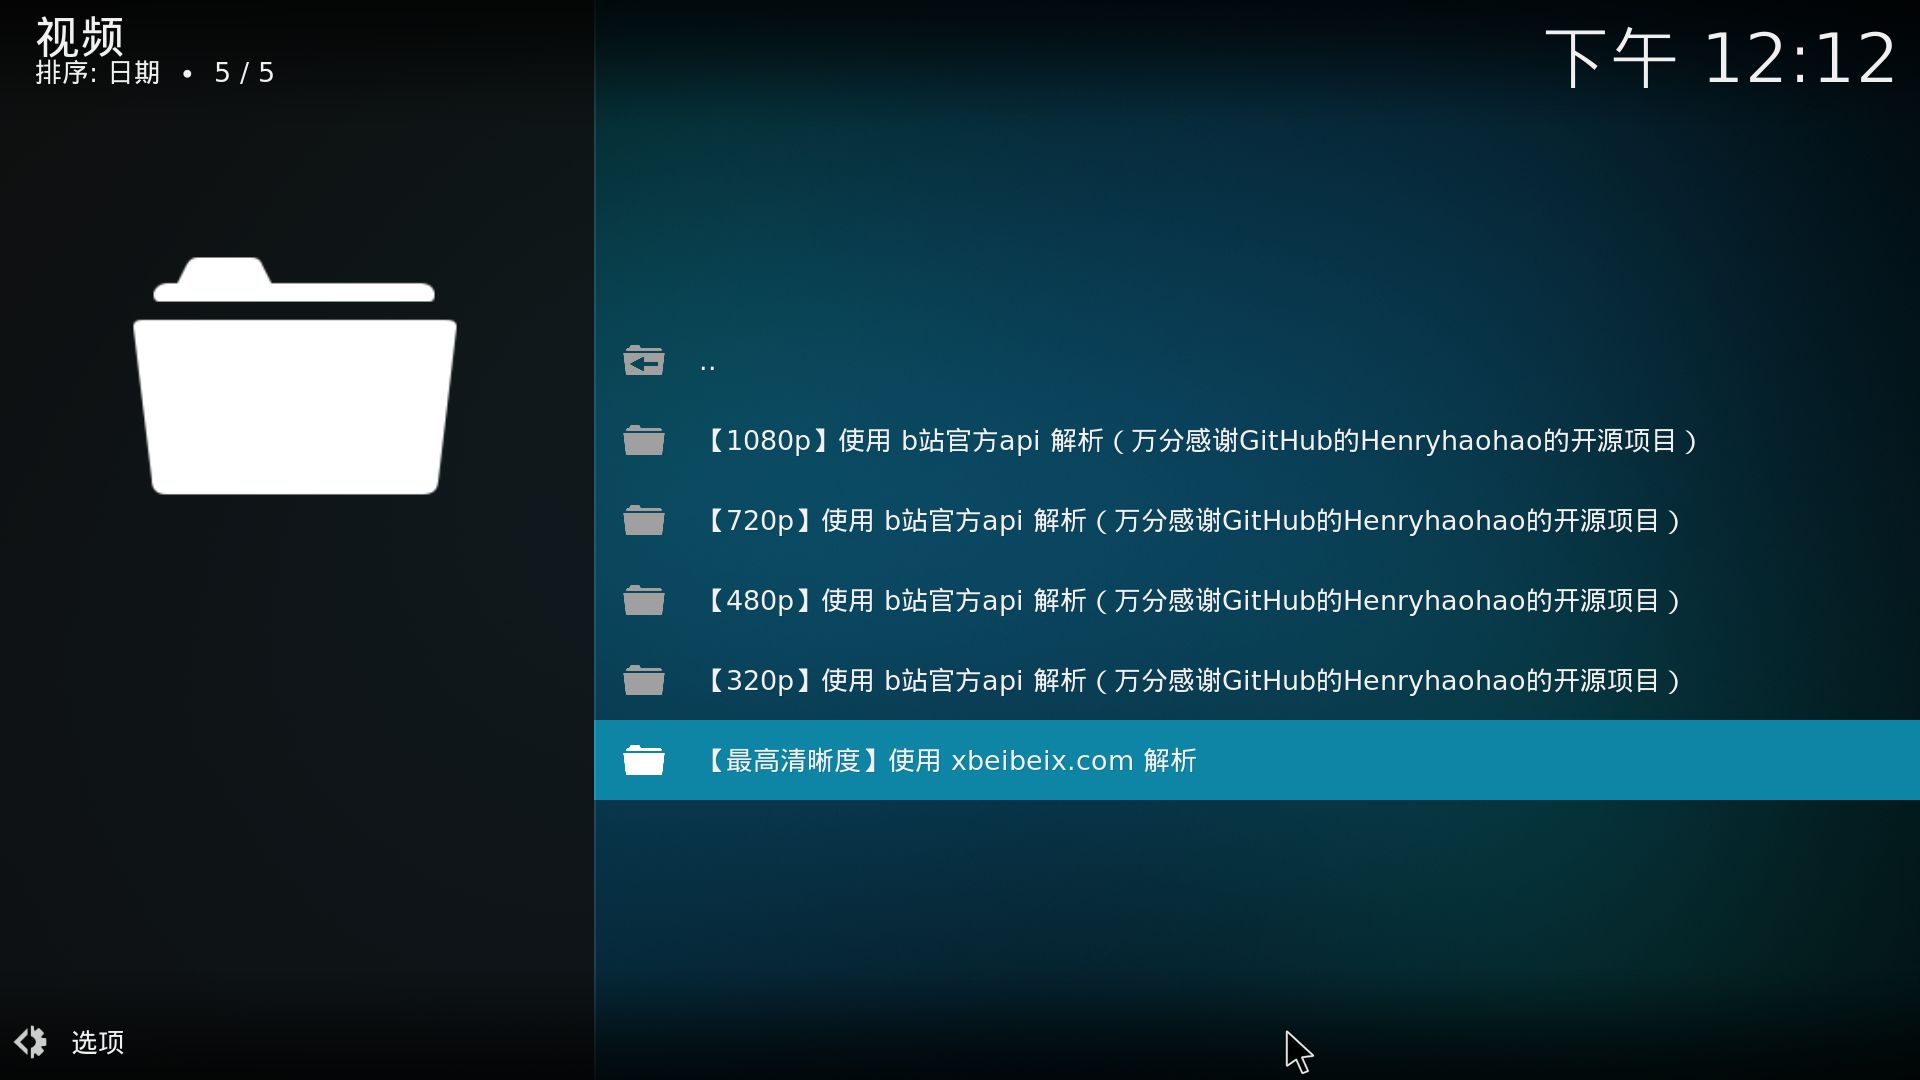 视频
排序: 日期 • 5 / 5
下午 12:12
..
【1080p】使用 b站官方api 解析（万分感谢GitHub的Henryhaohao的开源项目）
【720p】使用 b站官方api 解析（万分感谢GitHub的Henryhaohao的开源项目）
【480p】使用 b站官方api 解析（万分感谢GitHub的Henryhaohao的开源项目）
【320p】使用 b站官方api 解析（万分感谢GitHub的Henryhaohao的开源项目）
【最高清晰度】使用 xbeibeix.com 解析
选项